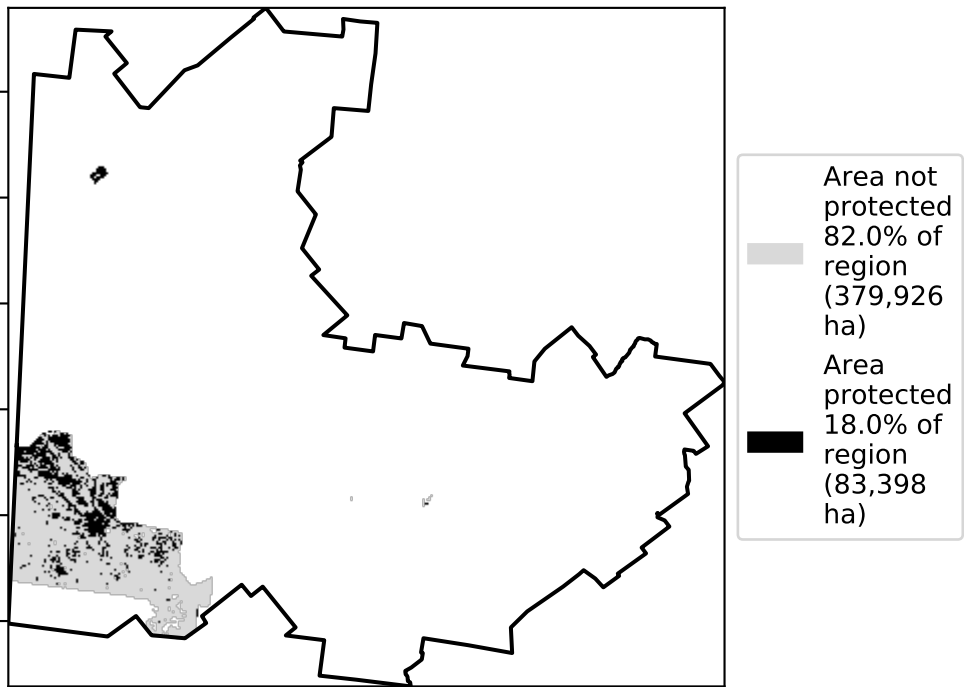 Area not
protected
82.0% of
region
(379,926
ha)
Area
protected
18.0% of
region
(83,398
ha)